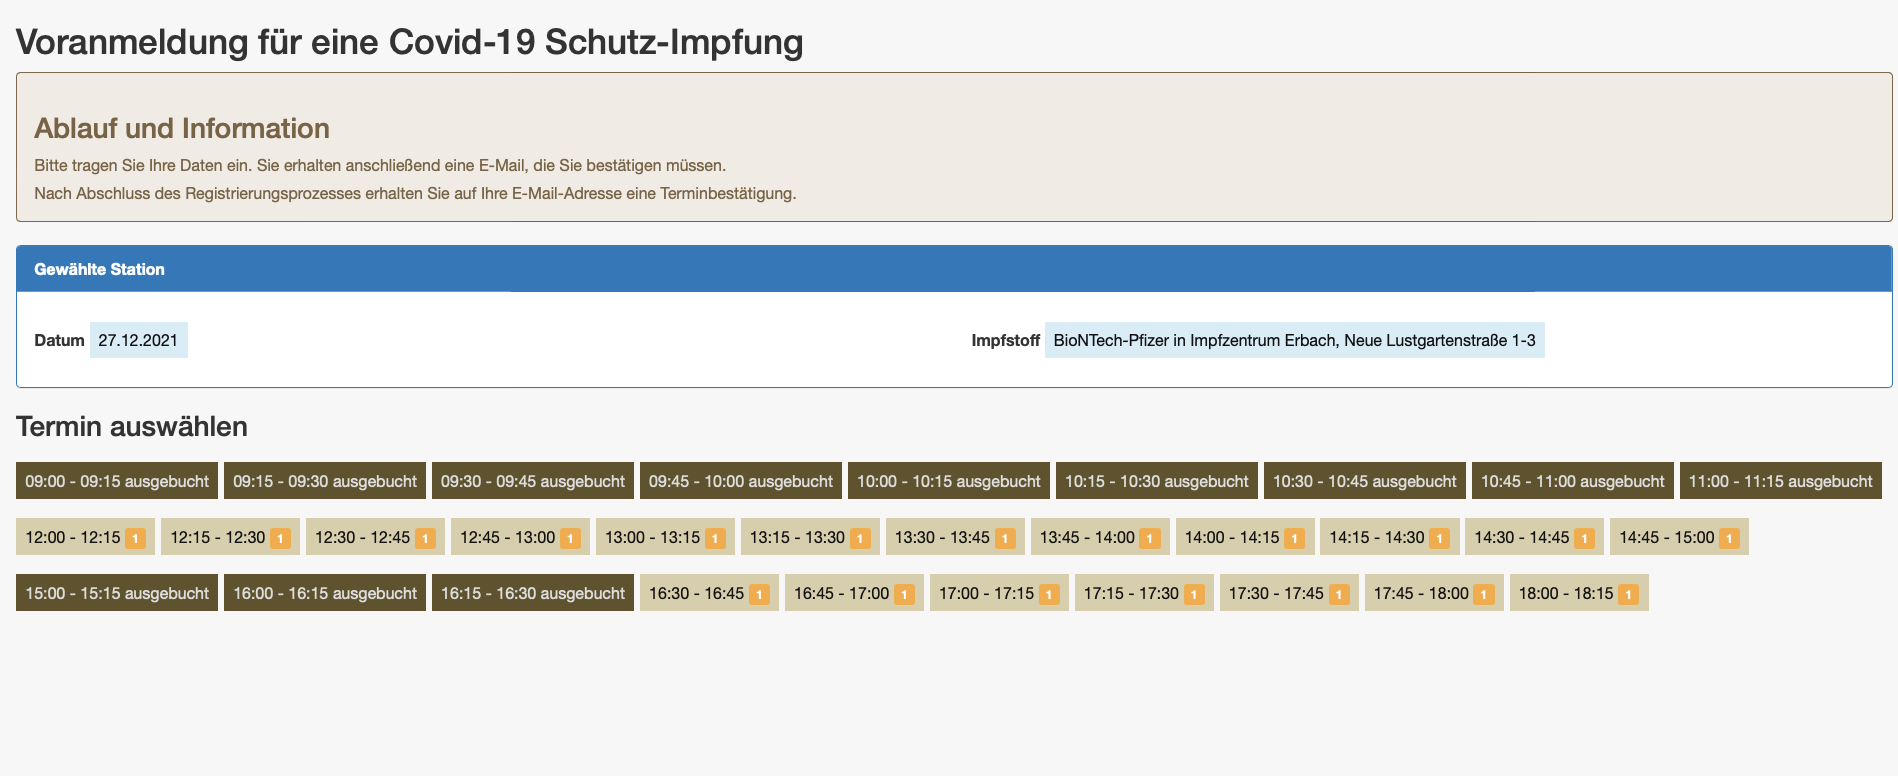 Voranmeldung für eine Covid-19 Schutz-Impfung
Ablauf und Information
Bitte tragen Sie Ihre Daten ein. Sie erhalten anschließend eine E-Mail, die Sie bestätigen müssen.
Nach Abschluss des Registrierungsprozesses erhalten Sie auf Ihre E-Mail-Adresse eine Terminbestätigung.
Gewählte Station
Datum 27.12.2021 Impfstoff BioNTech-Pfizer in Impfzentrum Erbach, Neue Lustgartenstraße 1-3
Termin auswählen
09:00 - 09:15 ausgebucht 09:15 - 09:30 ausgebucht 09:30 - 09:45 ausgebucht 09:45 - 10:00 ausgebucht 10:00 - 10:15 ausgebucht 10:15 - 10:30 ausgebucht 10:30 - 10:45 ausgebucht 10:45 - 11:00 ausgebucht 11:00 - 11:15 ausgebucht
12:00 - 12:15 1 12:15 - 12:30 1 12:30 - 12:45 1 12:45 - 13:00 1 13:00 - 13:15 1 13:15 - 13:30 1 13:30 - 13:45 1 13:45 - 14:00 1 14:00 - 14:15 1 14:15 - 14:30 1 14:30 - 14:45 1 14:45 - 15:00 1
15:00 - 15:15 ausgebucht 16:00 - 16:15 ausgebucht 16:15 - 16:30 ausgebucht 16:30 - 16:45 1 16:45 - 17:00 1 17:00 - 17:15 1 17:15 - 17:30 1 17:30 - 17:45 1 17:45 - 18:00 1 18:00 - 18:15 1